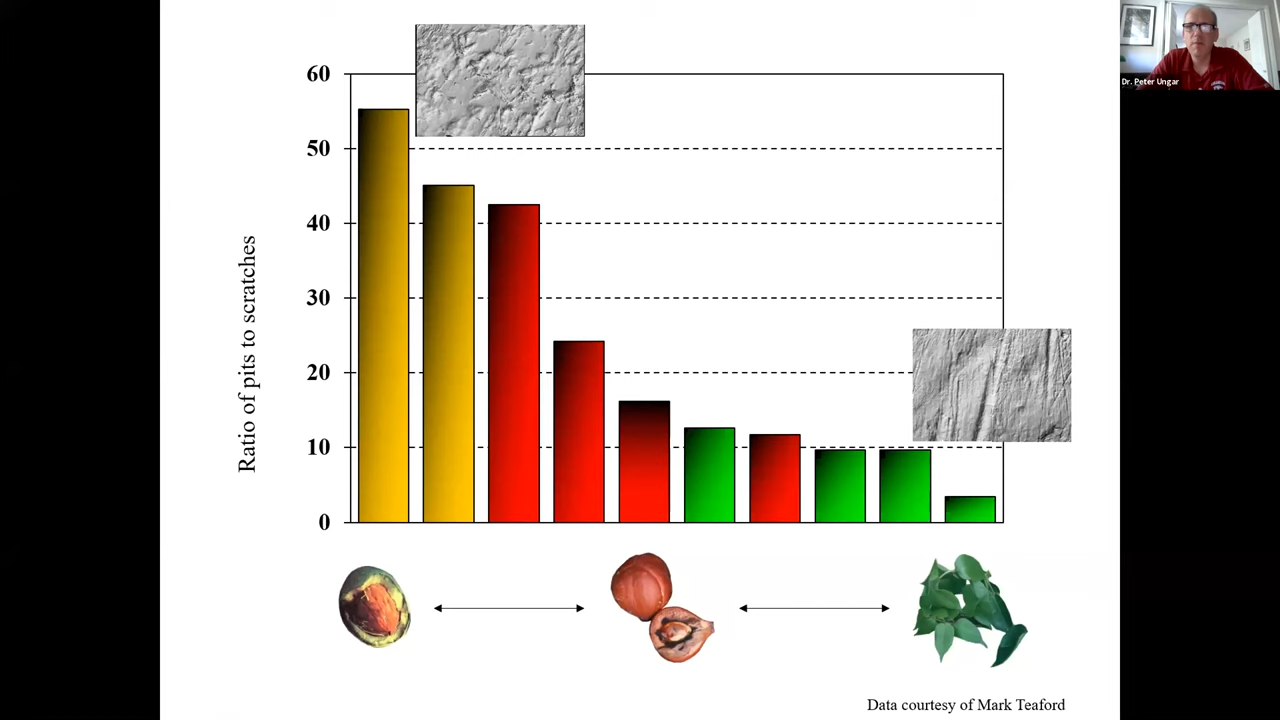 Dr. Peter Ungar
60
50
40
30
20
10
0
Ratio of pits to scratches
Data courtesy of Mark Teaford